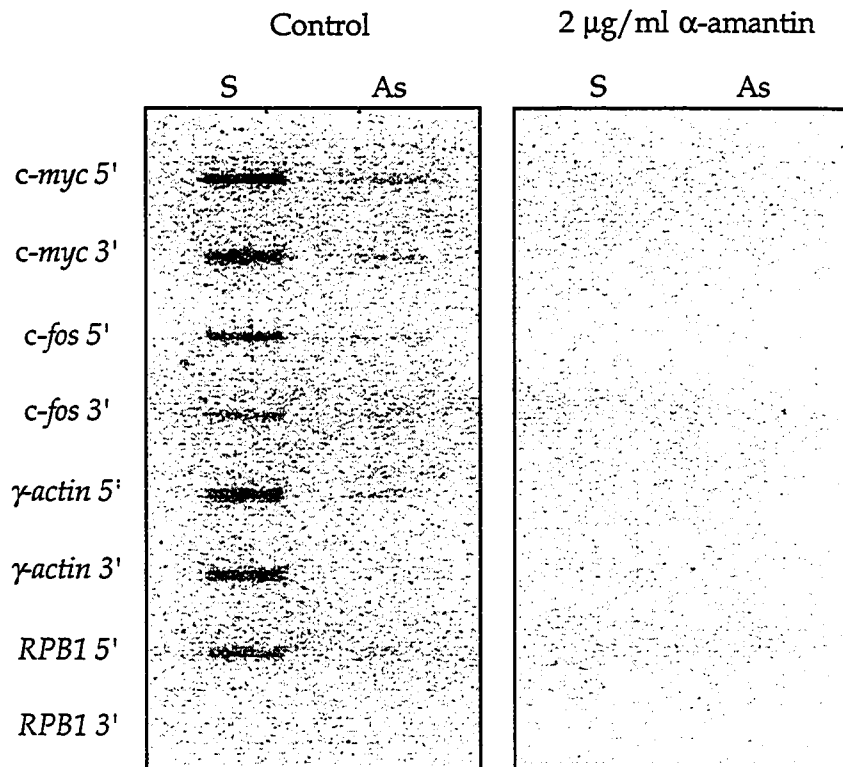 Control 2 μg/ml α-amantin
S As S As
c-myc 5'
c-myc 3'
c-fos 5'
c-fos 3'
γ-actin 5'
γ-actin 3'
RPB1 5'
RPB1 3'